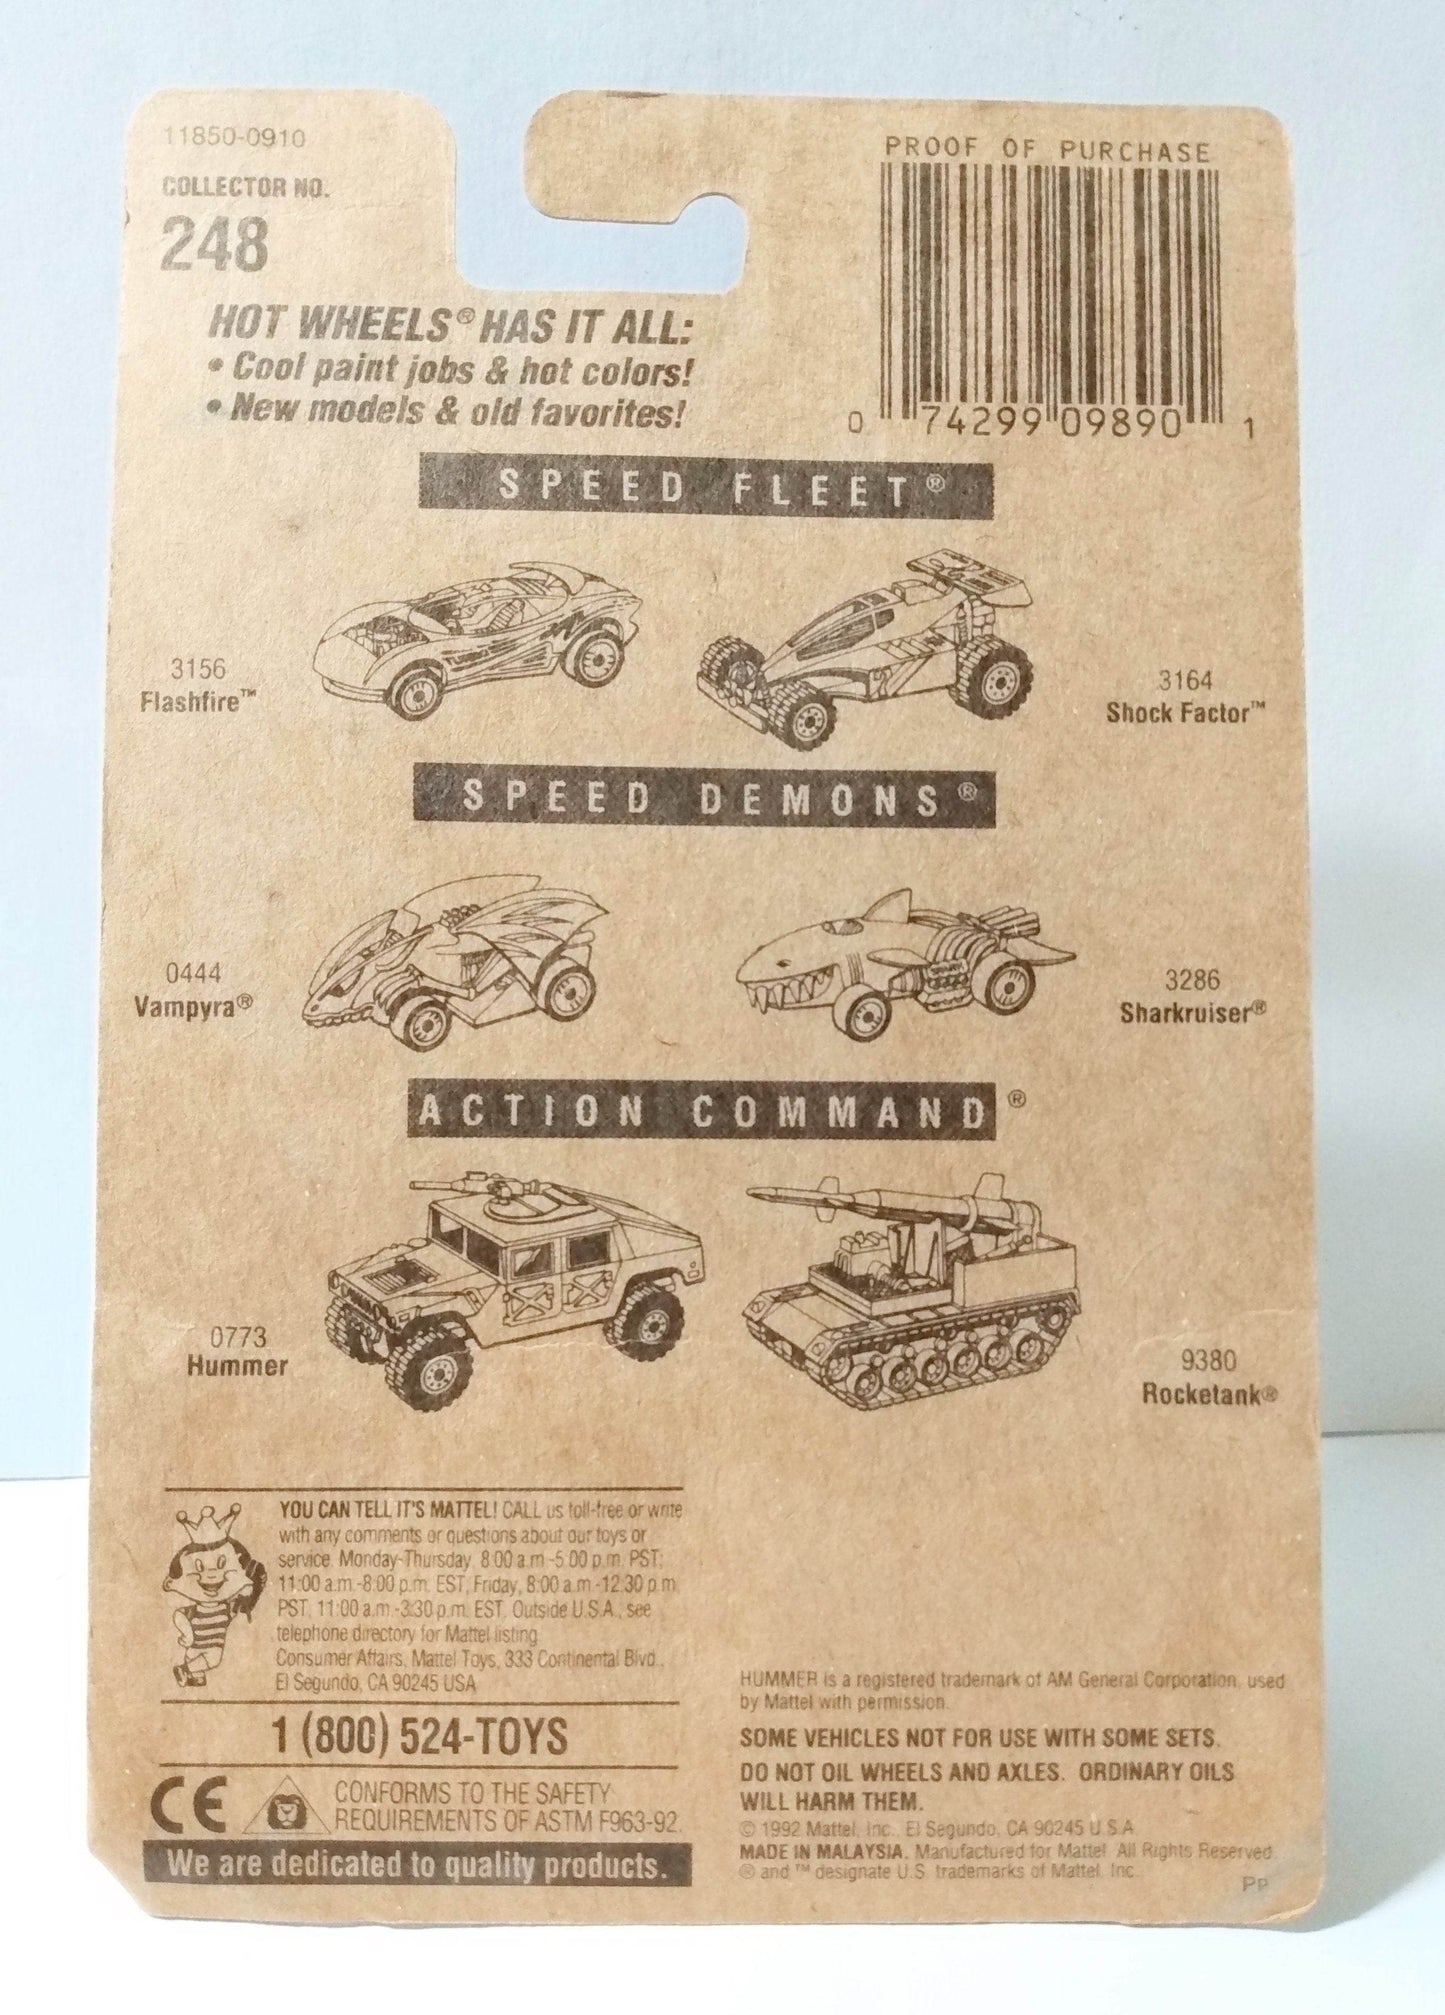 11850-0910
COLLECTOR NO.
248
PROOF OF PURCHASE
0 74299 09890 1
HOT WHEELS® HAS IT ALL:
• Cool paint jobs & hot colors!
• New models & old favorites!
SPEED FLEET®
3156
Flashfire™
3164
Shock Factor™
SPEED DEMONS®
0444
Vampyra®
3286
Sharkruiser®
ACTION COMMAND®
0773
Hummer
9380
Rocketank®
YOU CAN TELL IT'S MATTEL! CALL us toll-free or write
with any comments or questions about our toys or
service. Monday-Thursday, 8:00 a.m.-5:00 p.m. PST;
11:00 a.m.-8:00 p.m. EST, Friday, 8:00 a.m.-12:30 p.m.
PST, 11:00 a.m.-3:30 p.m. EST. Outside U.S.A., see
telephone directory for Mattel listing.
Consumer Affairs, Mattel Toys, 333 Continental Blvd.,
El Segundo, CA 90245 USA
1 (800) 524-TOYS
CE
CONFORMS TO THE SAFETY
REQUIREMENTS OF ASTM F963-92.
We are dedicated to quality products.
HUMMER is a registered trademark of AM General Corporation, used
by Mattel with permission.
SOME VEHICLES NOT FOR USE WITH SOME SETS.
DO NOT OIL WHEELS AND AXLES. ORDINARY OILS
WILL HARM THEM.
© 1992 Mattel, Inc., El Segundo, CA 90245 U.S.A.
MADE IN MALAYSIA. Manufactured for Mattel. All Rights Reserved.
® and ™ designate U.S. trademarks of Mattel, Inc.
PP